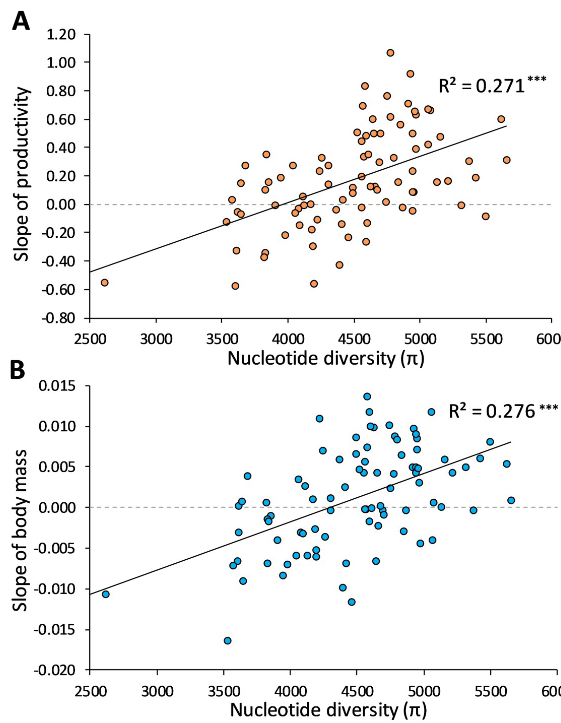 A
1.20
1.00
0.80
0.60
0.40
0.20
0.00
-0.20
-0.40
-0.60
-0.80
Slope of productivity
R² = 0.271***
2500 3000 3500 4000 4500 5000 5500 600
Nucleotide diversity (π)
B
0.015
0.010
0.005
0.000
-0.005
-0.010
-0.015
-0.020
Slope of body mass
R² = 0.276***
2500 3000 3500 4000 4500 5000 5500 600
Nucleotide diversity (π)